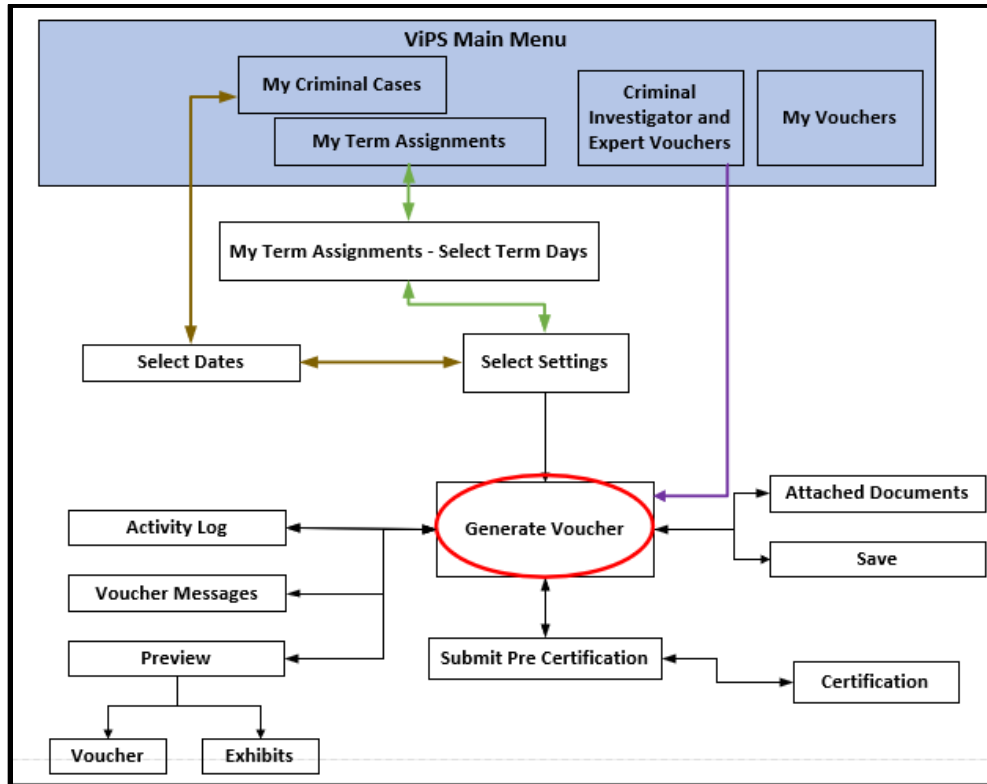 ViPS Main Menu
My Criminal Cases
My Term Assignments
Criminal
Investigator and
Expert Vouchers
My Vouchers
My Term Assignments - Select Term Days
Select Dates
Select Settings
Generate Voucher
Attached Documents
Save
Activity Log
Voucher Messages
Preview
Submit Pre Certification
Certification
Voucher
Exhibits